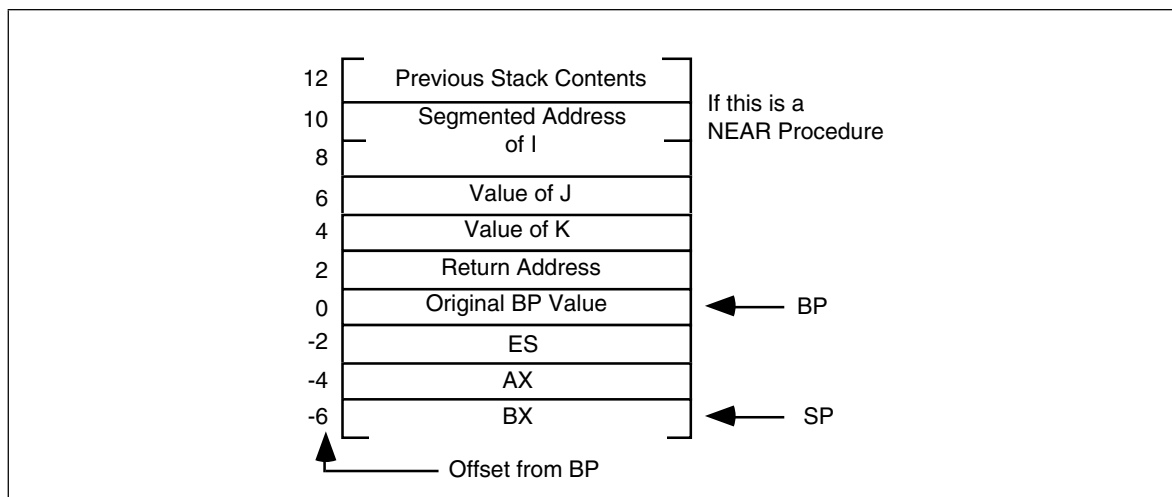 12
Previous Stack Contents
If this is a
NEAR Procedure
10
Segmented Address
of I
8
6
Value of J
4
Value of K
2
Return Address
0
Original BP Value
BP
-2
ES
-4
AX
-6
BX
SP
Offset from BP